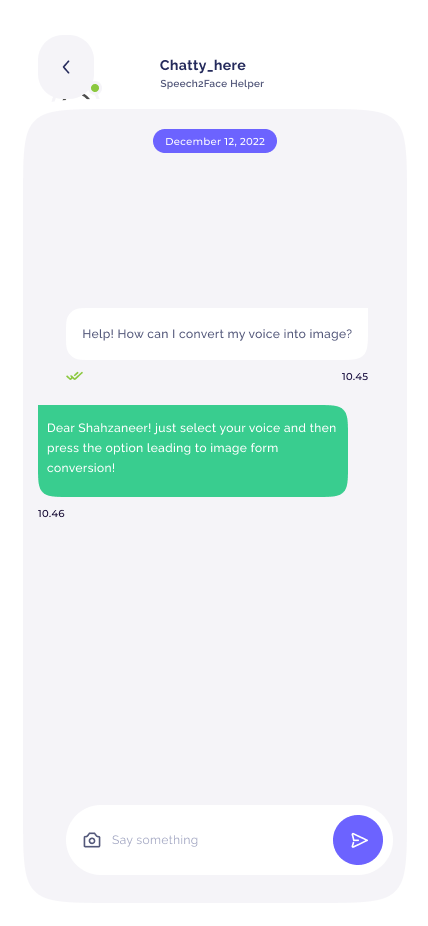 Chatty_here
Speech2Face Helper
December 12, 2022
Help! How can I convert my voice into image?
10.45
Dear Shahzaneer! just select your voice and then
press the option leading to image form
conversion!
10.46
Say something